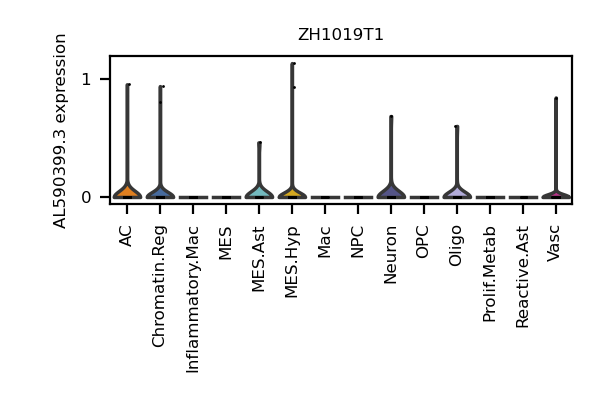 ZH1019T1
AL590399.3 expression
1
0
AC
Chromatin.Reg
Inflammatory.Mac
MES
MES.Ast
MES.Hyp
Mac
NPC
Neuron
OPC
Oligo
Prolif.Metab
Reactive.Ast
Vasc